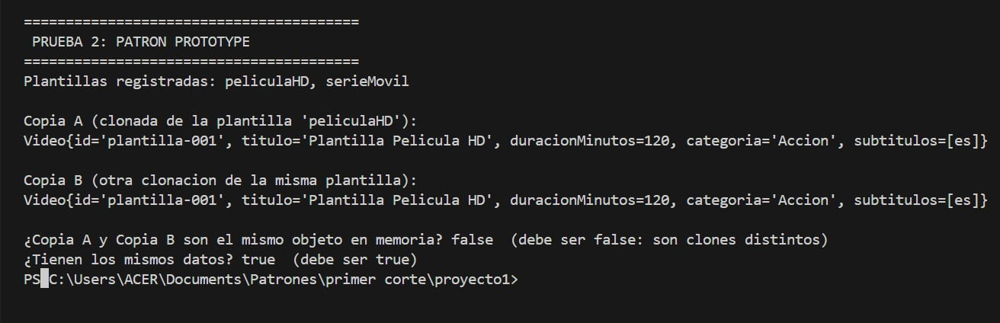 ========================================
PRUEBA 2: PATRON PROTOTYPE
========================================
Plantillas registradas: peliculaHD, serieMovil
Copia A (clonada de la plantilla 'peliculaHD'):
Video{id='plantilla-001', titulo='Plantilla Pelicula HD', duracionMinutos=120, categoria='Accion', subtitulos=[es]}
Copia B (otra clonacion de la misma plantilla):
Video{id='plantilla-001', titulo='Plantilla Pelicula HD', duracionMinutos=120, categoria='Accion', subtitulos=[es]}
¿Copia A y Copia B son el mismo objeto en memoria? false  (debe ser false: son clones distintos)
¿Tienen los mismos datos? true  (debe ser true)
PS C:\Users\ACER\Documents\Patrones\primer corte\proyecto1>